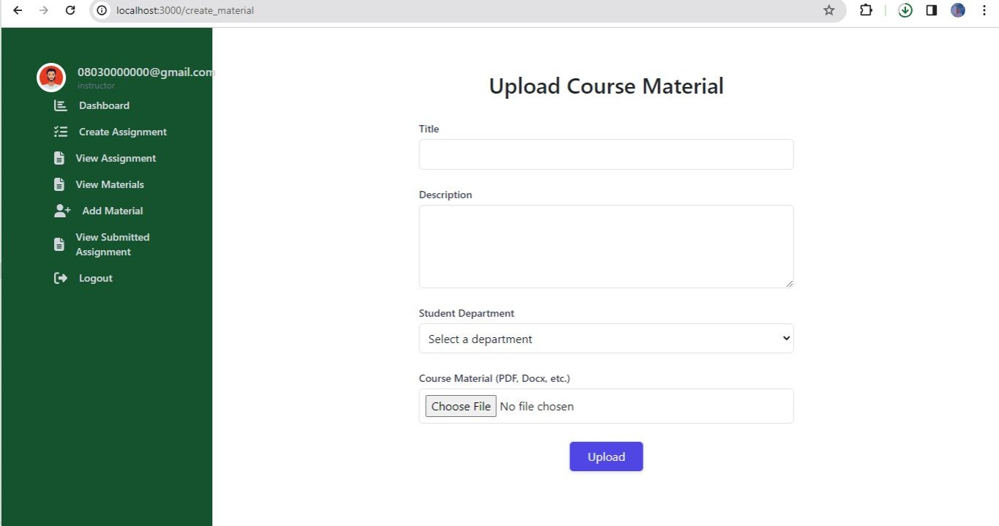 localhost:3000/create_material
08030000000@gmail.com
instructor
Dashboard
Create Assignment
View Assignment
View Materials
Add Material
View Submitted
Assignment
Logout
Upload Course Material
Title
Description
Student Department
Select a department
Course Material (PDF, Docx, etc.)
Choose File No file chosen
Upload